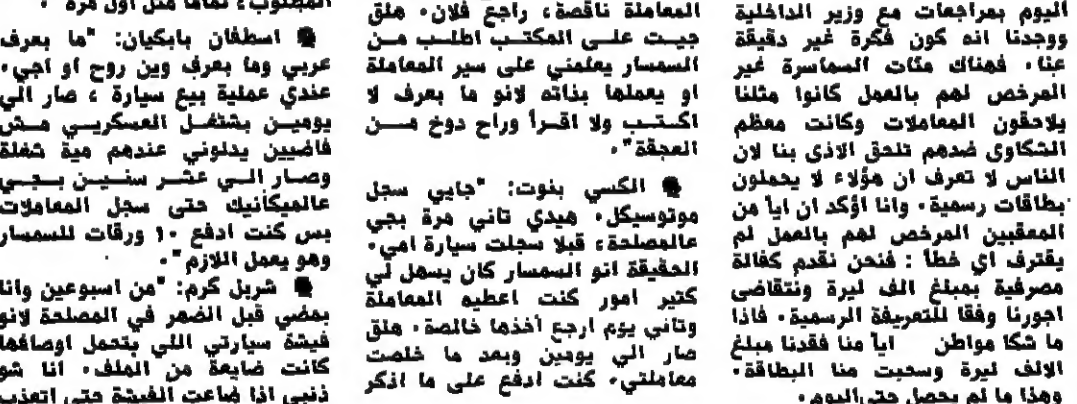 اليوم بمراجعات مع وزير الداخلية
ووجدنا انه كون فكرة غير دقيقة
عنا، فهناك مئات السماسرة غير
المرخص لهم بالعمل كانوا مثلنا
يلاحقون المعاملات وكانت معظم
الشكاوى ضدهم تلحق الاذى بنا لان
الناس لا تعرف ان هؤلاء لا يحملون
بطاقات رسمية، وانا اؤكد ان اياً من
المعقبين المرخص لهم بالعمل لم
يقترف اي خطأ : فنحن نقدم كفالة
مصرفية بمبلغ الف ليرة ونتقاضى
اجورنا وفقا للتعريفة الرسمية، فاذا
ما شكا مواطن اياً منا فقدنا مبلغ
الالف ليرة وسحبت منا البطاقة،
وهذا ما لم يحصل حتى اليوم،
المعاملة ناقصة، راجع فلان، هلق
جيت على المكتب اطلب من
السمسار يعلمني على سير المعاملة
او يعملها بذاته لانو ما بعرف لا
اكتب ولا اقرأ وراح دوخ من
العجقة"،
الكسي بنوت: "جايي سجل
موتوسيكل، هيدي تاني مرة بجي
عالمصلحة، قبلا سجلت سيارة امي،
الحقيقة انو السمسار كان يسهل لي
كتير امور كنت اعطيه المعاملة
وتاني يوم ارجع أخذها خالصة، هلق
صار الي يومين وبعد ما خلصت
معاملتي، كنت ادفع على ما اذكر
المطلوب، تماما مثل اول مرة"،
اسطفان بابكيان: "ما بعرف
عربي وما بعرف وين روح او اجي،
عندي عملية بيع سيارة ، صار الي
يومين بشتغل العسكريي مش
فاضيين يدلوني عندهم مية شغلة
وصار الي عشر سنين بجي
عالميكانيك حتى سجل المعاملات
بس كنت ادفع ١٠ ورقات للسمسار
وهو يعمل اللازم"،
شربل كرم: "من اسبوعين وانا
بمضي قبل الضهر في المصلحة لانو
فيشة سيارتي اللي بتحمل اوصافها
كانت ضايعة من الملف، انا شو
ذنبي اذا ضاعت الفيشة حتى اتعذب